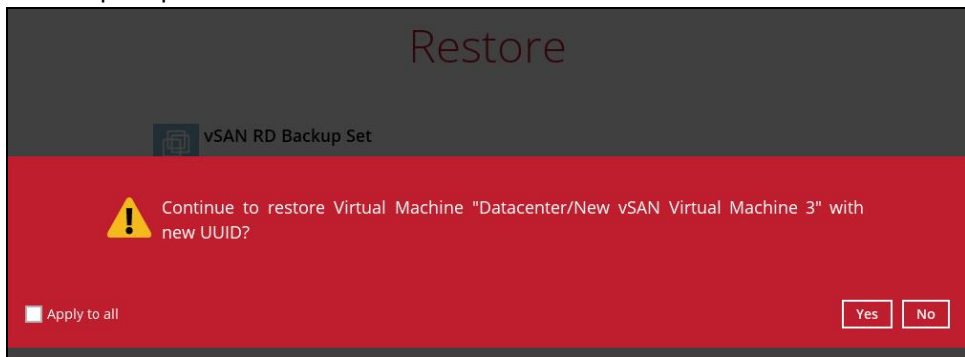 Restore
vSAN RD Backup Set
Continue to restore Virtual Machine "Datacenter/New vSAN Virtual Machine 3" with
new UUID?
Apply to all
Yes No